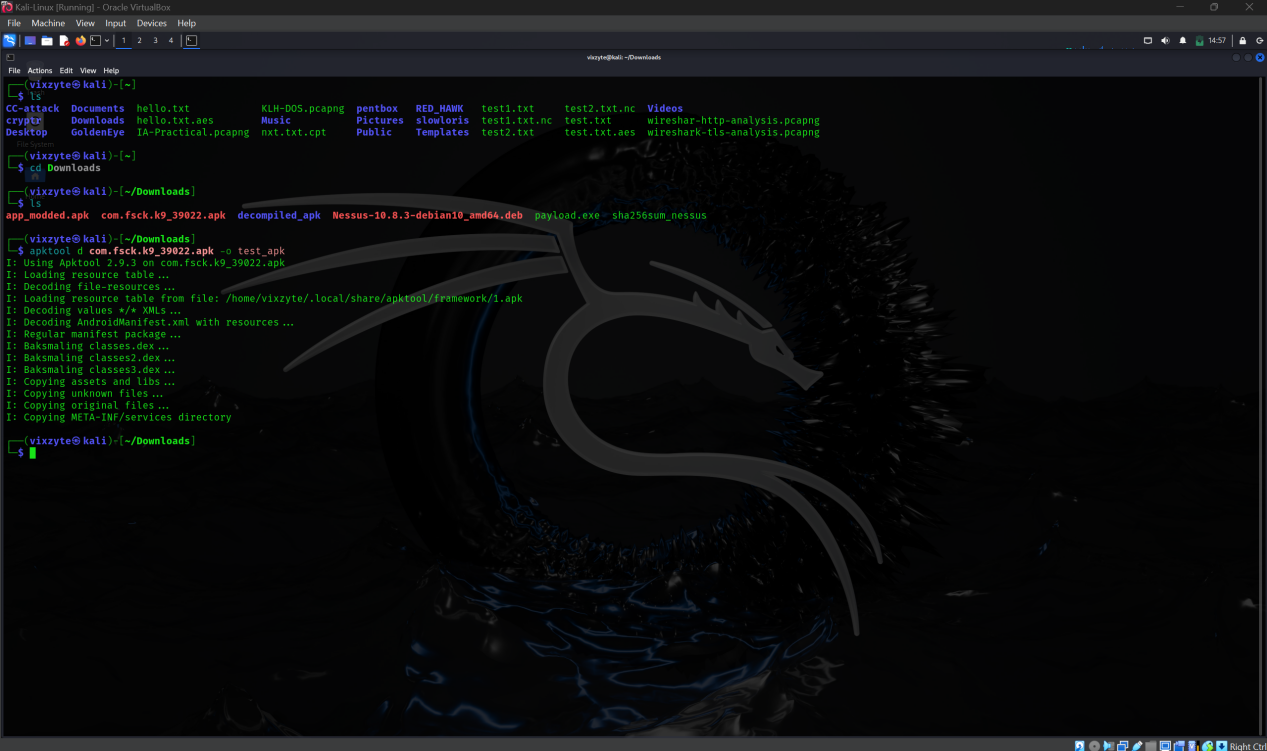 Kali-Linux [Running] - Oracle VirtualBox
File Machine View Input Devices Help
1 2 3 4 14:57
vixzyte@kali: ~/Downloads
File Actions Edit View Help
┌──(vixzyte㉿kali)-[~]
└─$ ls
CC-attack Documents hello.txt KLH-DOS.pcapng pentbox RED_HAWK test1.txt test2.txt.nc Videos
cryptr Downloads hello.txt.aes Music Pictures slowloris test1.txt.nc test.txt wireshar-http-analysis.pcapng
Desktop GoldenEye IA-Practical.pcapng nxt.txt.cpt Public Templates test2.txt test.txt.aes wireshark-tls-analysis.pcapng
File System
┌──(vixzyte㉿kali)-[~]
└─$ cd Downloads
┌──(vixzyte㉿kali)-[~/Downloads]
└─$ ls
app_modded.apk com.fsck.k9_39022.apk decompiled_apk Nessus-10.8.3-debian10_amd64.deb payload.exe sha256sum_nessus
┌──(vixzyte㉿kali)-[~/Downloads]
└─$ apktool d com.fsck.k9_39022.apk -o test_apk
I: Using Apktool 2.9.3 on com.fsck.k9_39022.apk
I: Loading resource table...
I: Decoding file-resources...
I: Loading resource table from file: /home/vixzyte/.local/share/apktool/framework/1.apk
I: Decoding values */* XMLs...
I: Decoding AndroidManifest.xml with resources...
I: Regular manifest package...
I: Baksmaling classes.dex...
I: Baksmaling classes2.dex...
I: Baksmaling classes3.dex...
I: Copying assets and libs...
I: Copying unknown files...
I: Copying original files...
I: Copying META-INF/services directory
┌──(vixzyte㉿kali)-[~/Downloads]
└─$
Right Ctrl